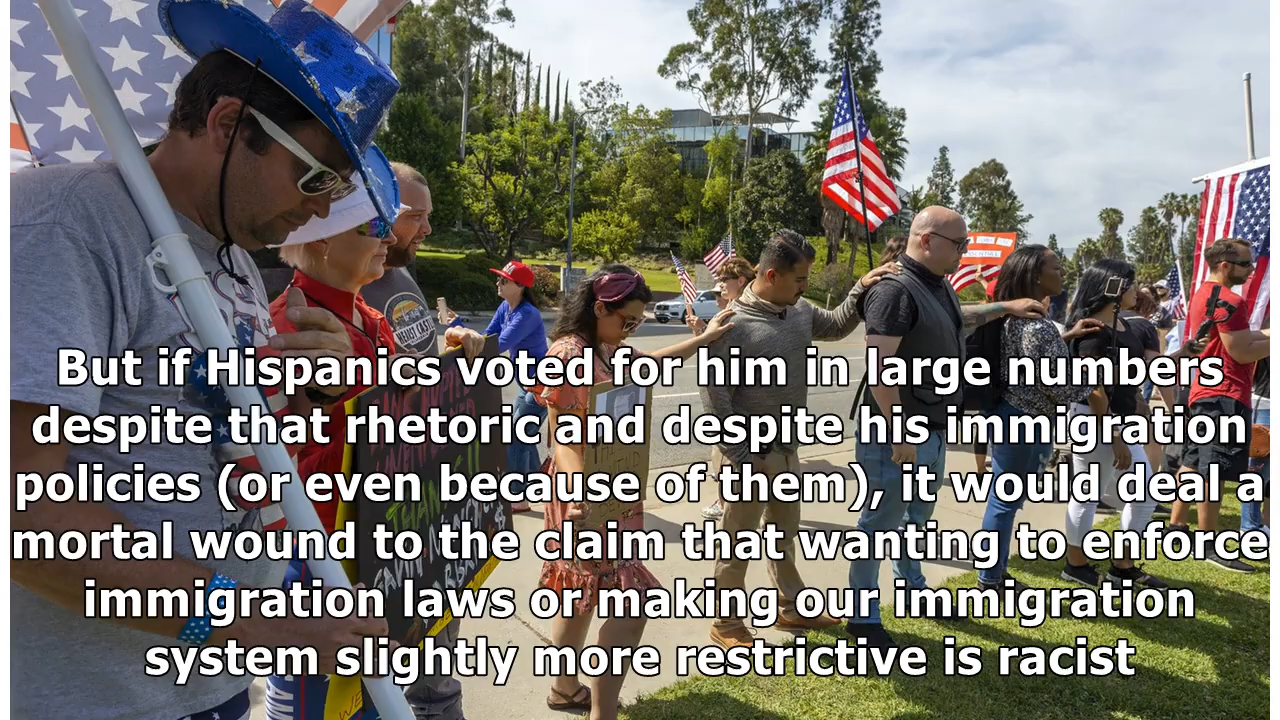 But if Hispanics voted for him in large numbers
despite that rhetoric and despite his immigration
policies (or even because of them), it would deal a
mortal wound to the claim that wanting to enforce
immigration laws or making our immigration
system slightly more restrictive is racist